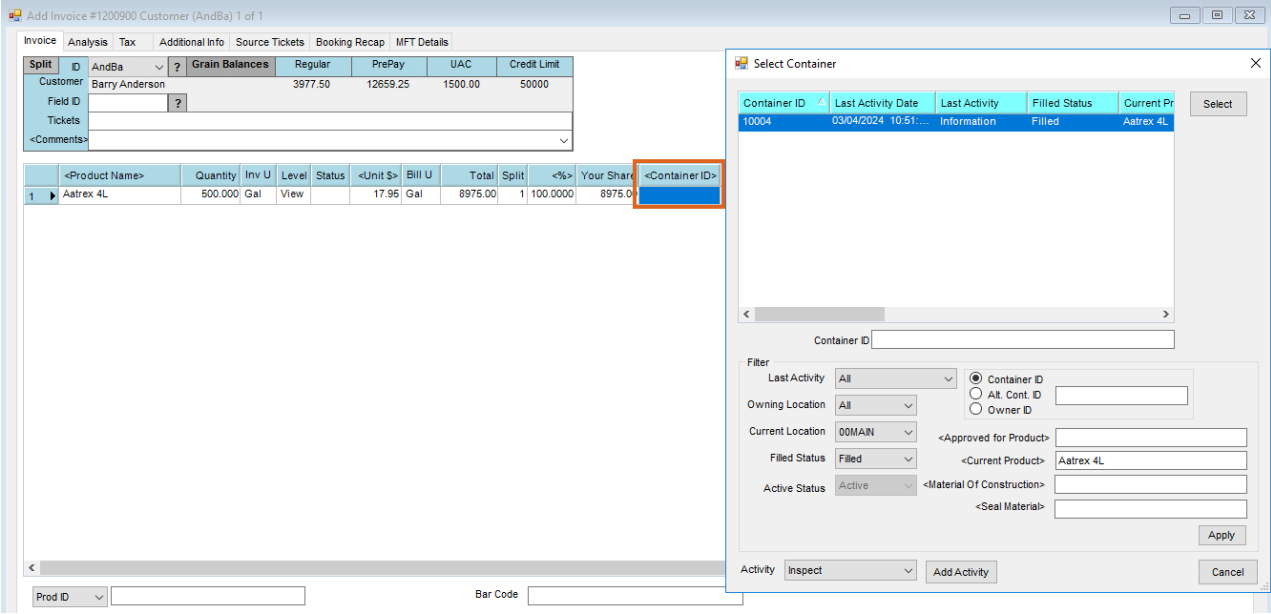 Add Invoice #1200900 Customer (AndBa) 1 of 1
Invoice Analysis Tax Additional Info Source Tickets Booking Recap MFT Details
Split ID AndBa ? Grain Balances Regular PrePay UAC Credit Limit
Customer Barry Anderson 3977.50 12659.25 1500.00 50000
Field ID ?
Tickets
<Comments>
<Product Name> Quantity Inv U Level Status <Unit $> Bill U Total Split <%> Your Share <Container ID>
1 Aatrex 4L 500.000 Gal View 17.95 Gal 8975.00 1 100.0000 8975.00
Prod ID Bar Code
Select Container
Container ID Last Activity Date Last Activity Filled Status Current Pr Select
10004 03/04/2024 10:51:... Information Filled Aatrex 4L
Container ID
Filter
Last Activity All Container ID
Alt. Cont. ID
Owning Location All Owner ID
Current Location 00MAIN <Approved for Product>
Filled Status Filled <Current Product> Aatrex 4L
Active Status Active <Material Of Construction>
<Seal Material>
Apply
Activity Inspect Add Activity Cancel